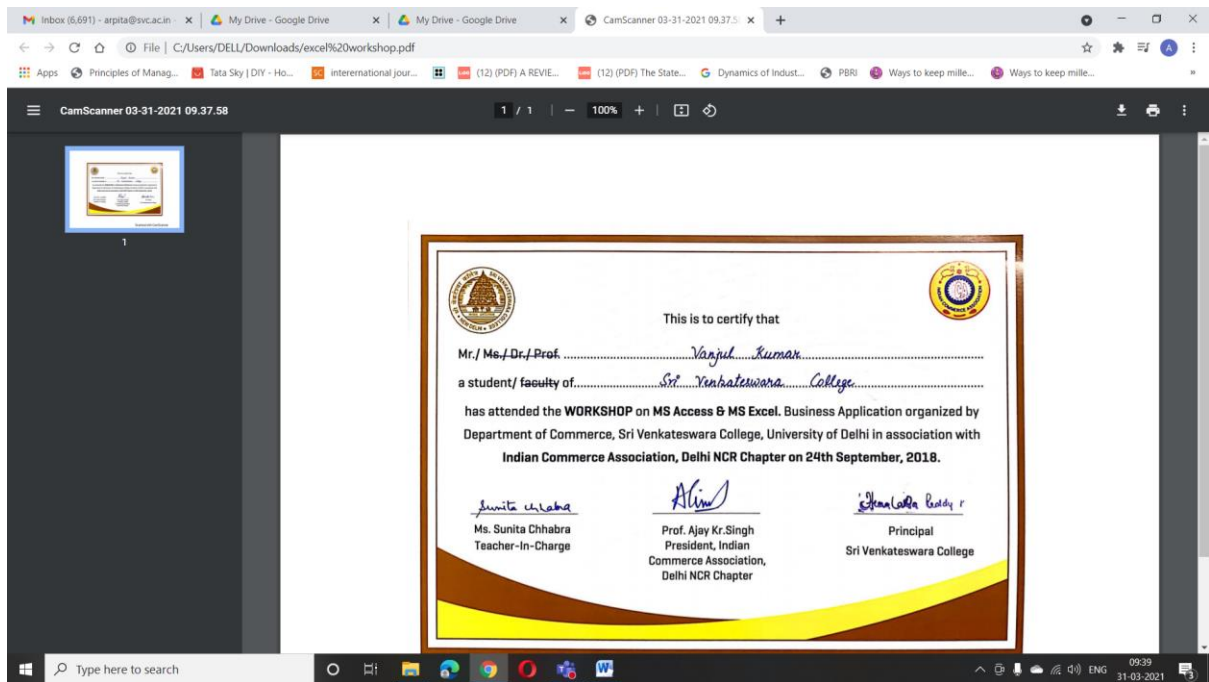 Inbox (6,691) - arpita@svc.ac.in
My Drive - Google Drive
My Drive - Google Drive
CamScanner 03-31-2021 09.37.5
File | C:/Users/DELL/Downloads/excel%20workshop.pdf
A
Apps
Principles of Manag...
Tata Sky | DIY - Ho...
interernational jour...
(12) (PDF) A REVIE...
(12) (PDF) The State...
Dynamics of Indust...
PBRI
Ways to keep mille...
Ways to keep mille...
CamScanner 03-31-2021 09.37.58
1 / 1
100%
1
This is to certify that
Mr./ Ms./ Dr./ Prof. Vanjul Kumar
a student/ faculty of Sri Venkateswara College
has attended the WORKSHOP on MS Access & MS Excel. Business Application organized by
Department of Commerce, Sri Venkateswara College, University of Delhi in association with
Indian Commerce Association, Delhi NCR Chapter on 24th September, 2018.
Sunita Chhabra
Ms. Sunita Chhabra
Teacher-In-Charge
Prof. Ajay Kr.Singh
President, Indian
Commerce Association,
Delhi NCR Chapter
Principal
Sri Venkateswara College
Type here to search
ENG
09:39
31-03-2021